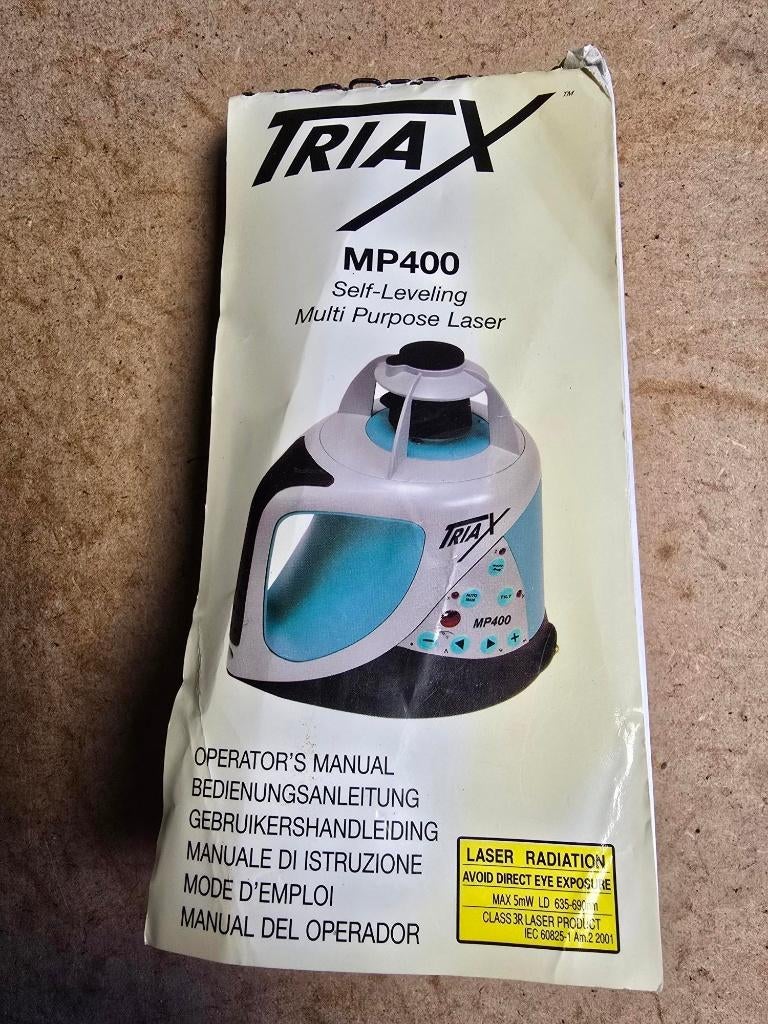 TRIAX™
MP400
Self-Leveling
Multi Purpose Laser
TRIAX
MP400
OPERATOR'S MANUAL
BEDIENUNGSANLEITUNG
GEBRUIKERSHANDLEIDING
MANUALE DI ISTRUZIONE
MODE D'EMPLOI
MANUAL DEL OPERADOR
LASER RADIATION
AVOID DIRECT EYE EXPOSURE
MAX 5mW LD 635-690nm
CLASS 3R LASER PRODUCT
IEC 60825-1 Am.2 2001